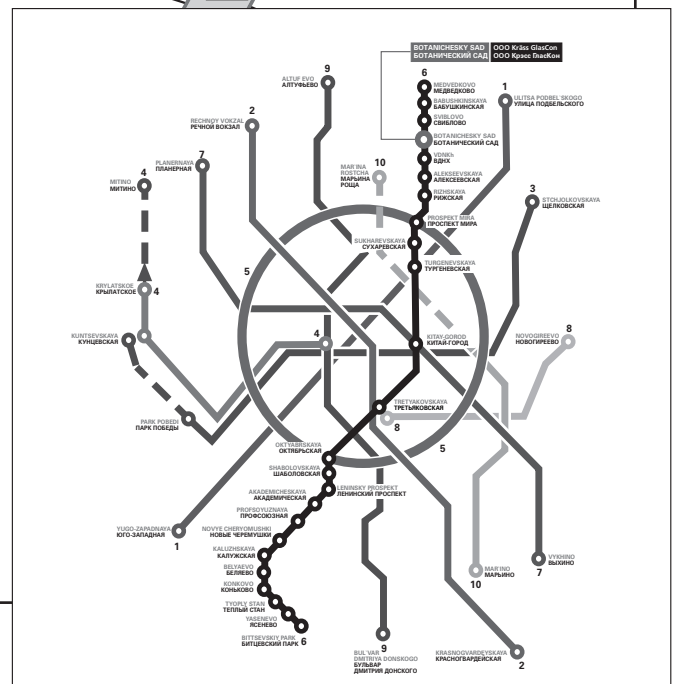 BOTANICHESKY SAD
БОТАНИЧЕСКИЙ САД
OOO Kräss GlasCon
ООО Крэсс ГласКон
9
ALTUF'EVO
АЛТУФЬЕВО
6
MEDVEDKOVO
МЕДВЕДКОВО
BABUSHKINSKAYA
БАБУШКИНСКАЯ
SVIBLOVO
СВИБЛОВО
BOTANICHESKY SAD
БОТАНИЧЕСКИЙ САД
VDNKh
ВДНХ
ALEKSEEVSKAYA
АЛЕКСЕЕВСКАЯ
RIZHSKAYA
РИЖСКАЯ
1
ULITSA PODBEL'SKOGO
УЛИЦА ПОДБЕЛЬСКОГО
2
RECHNOY VOKZAL
РЕЧНОЙ ВОКЗАЛ
7
PLANERNAYA
ПЛАНЕРНАЯ
4
MITINO
МИТИНО
10
MAR'INA
ROSTCHA
МАРЬИНА
РОЩА
3
STCHJOLKOVSKAYA
ЩЕЛКОВСКАЯ
PROSPEKT MIRA
ПРОСПЕКТ МИРА
SUKHAREVSKAYA
СУХАРЕВСКАЯ
TURGENEVSKAYA
ТУРГЕНЕВСКАЯ
5
KRYLATSKOE
КРЫЛАТСКОЕ
4
KUNTSEVSKAYA
КУНЦЕВСКАЯ
4
KITAY-GOROD
КИТАЙ-ГОРОД
NOVOGIREEVO
НОВОГИРЕЕВО
8
PARK POBEDI
ПАРК ПОБЕДЫ
TRETYAKOVSKAYA
ТРЕТЬЯКОВСКАЯ
8
5
OKTYABRSKAYA
ОКТЯБРЬСКАЯ
SHABOLOVSKAYA
ШАБОЛОВСКАЯ
LENINSKY PROSPEKT
ЛЕНИНСКИЙ ПРОСПЕКТ
AKADEMICHESKAYA
АКАДЕМИЧЕСКАЯ
PROFSOYUZNAYA
ПРОФСОЮЗНАЯ
NOVYE CHERYOMUSHKI
НОВЫЕ ЧЕРЕМУШКИ
YUGO-ZAPADNAYA
ЮГО-ЗАПАДНАЯ
1
KALUZHSKAYA
КАЛУЖСКАЯ
BELYAEVO
БЕЛЯЕВО
KONKOVO
КОНЬКОВО
TYOPLY STAN
ТЕПЛЫЙ СТАН
YASENEVO
ЯСЕНЕВО
BITTSEVSKIY PARK
БИТЦЕВСКИЙ ПАРК
6
VYKHINO
ВЫХИНО
7
MAR'INO
МАРЬИНО
10
9
BUL'VAR
DMITRIYA DONSKOGO
БУЛЬВАР
ДМИТРИЯ ДОНСКОГО
KRASNOGVARDEYSKAYA
КРАСНОГВАРДЕЙСКАЯ
2